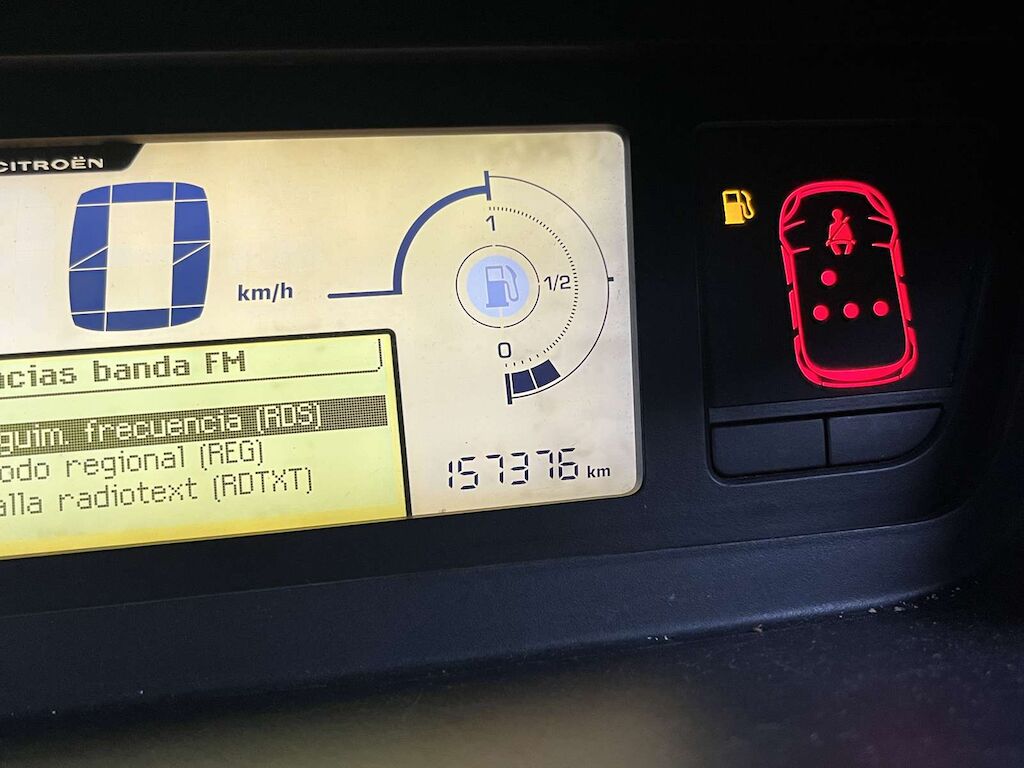 CITROËN
0
km/h
1
1/2
0
ncias banda FM
guim. frecuencia (RDS)
odo regional (REG)
alla radiotext (RDTXT)
157376 km